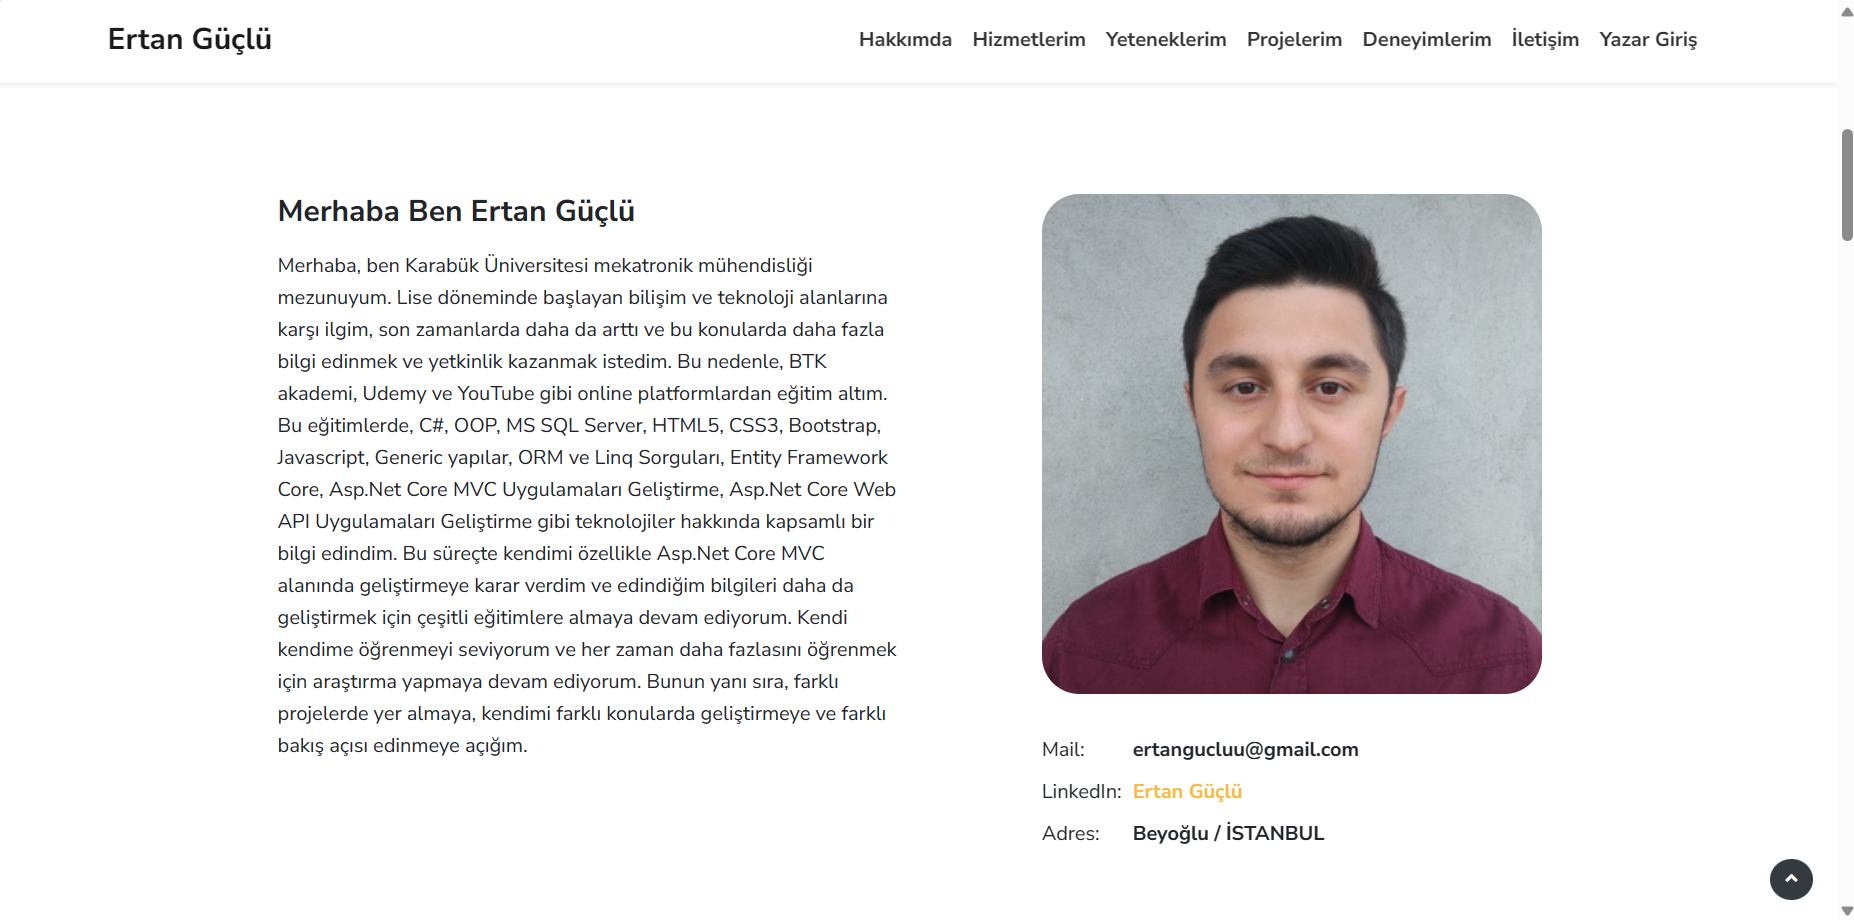 Ertan Güçlü
Hakkımda Hizmetlerim Yeteneklerim Projelerim Deneyimlerim İletişim Yazar Giriş
Merhaba Ben Ertan Güçlü
Merhaba, ben Karabük Üniversitesi mekatronik mühendisliği
mezunuyum. Lise döneminde başlayan bilişim ve teknoloji alanlarına
karşı ilgim, son zamanlarda daha da arttı ve bu konularda daha fazla
bilgi edinmek ve yetkinlik kazanmak istedim. Bu nedenle, BTK
akademi, Udemy ve YouTube gibi online platformlardan eğitim altım.
Bu eğitimlerde, C#, OOP, MS SQL Server, HTML5, CSS3, Bootstrap,
Javascript, Generic yapılar, ORM ve Linq Sorguları, Entity Framework
Core, Asp.Net Core MVC Uygulamaları Geliştirme, Asp.Net Core Web
API Uygulamaları Geliştirme gibi teknolojiler hakkında kapsamlı bir
bilgi edindim. Bu süreçte kendimi özellikle Asp.Net Core MVC
alanında geliştirmeye karar verdim ve edindiğim bilgileri daha da
geliştirmek için çeşitli eğitimlere almaya devam ediyorum. Kendi
kendime öğrenmeyi seviyorum ve her zaman daha fazlasını öğrenmek
için araştırma yapmaya devam ediyorum. Bunun yanı sıra, farklı
projelerde yer almaya, kendimi farklı konularda geliştirmeye ve farklı
bakış açısı edinmeye açığım.
Mail: ertangucluu@gmail.com
LinkedIn: Ertan Güçlü
Adres: Beyoğlu / İSTANBUL